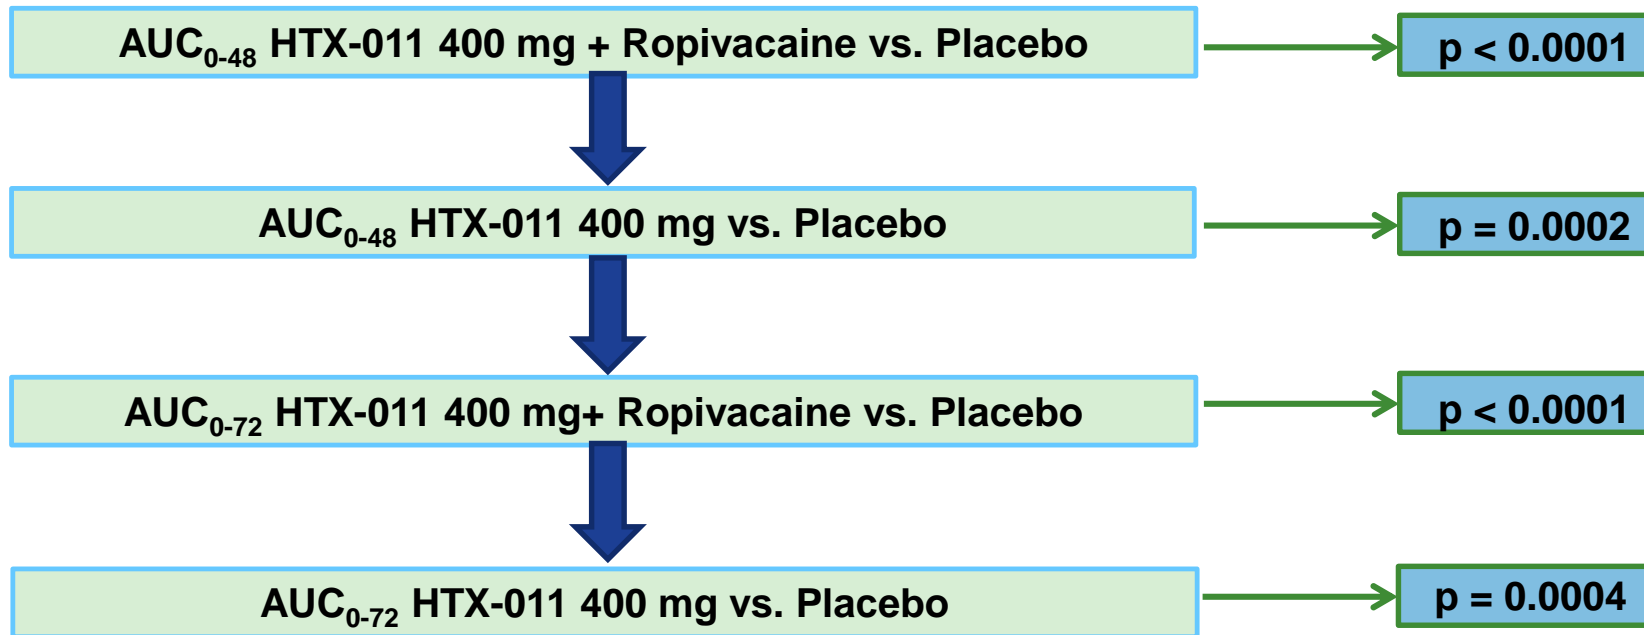 AUC0-48 HTX-011 400 mg + Ropivacaine vs. Placebo
p < 0.0001
AUC0-48 HTX-011 400 mg vs. Placebo
p = 0.0002
AUC0-72 HTX-011 400 mg+ Ropivacaine vs. Placebo
p < 0.0001
AUC0-72 HTX-011 400 mg vs. Placebo
p = 0.0004